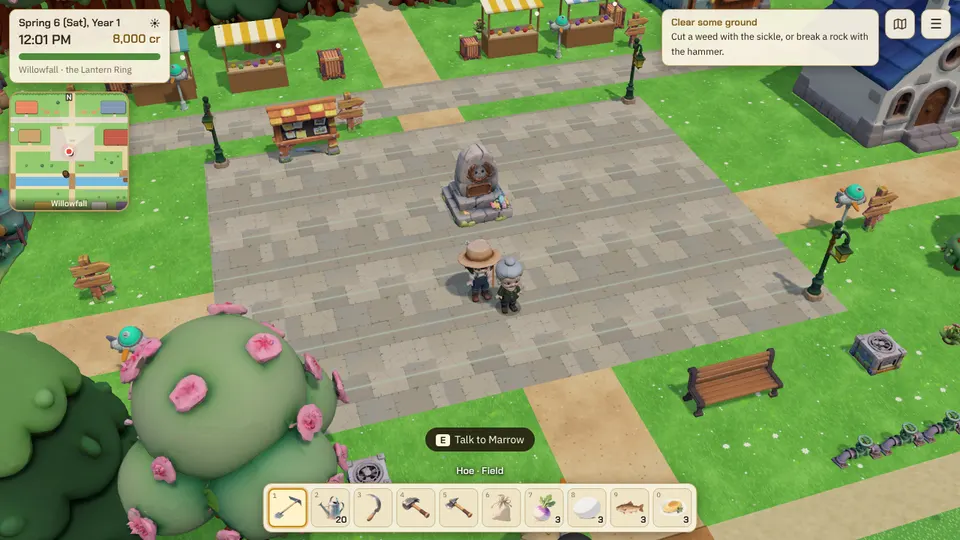 Spring 6 (Sat), Year 1
12:01 PM
8,000 cr
Willowfall · the Lantern Ring
N
Willowfall
Clear some ground
Cut a weed with the sickle, or break a rock with
the hammer.
E Talk to Marrow
Hoe · Field
1 2 3 4 5 6 7 8 9 0
20 3 3 3 3